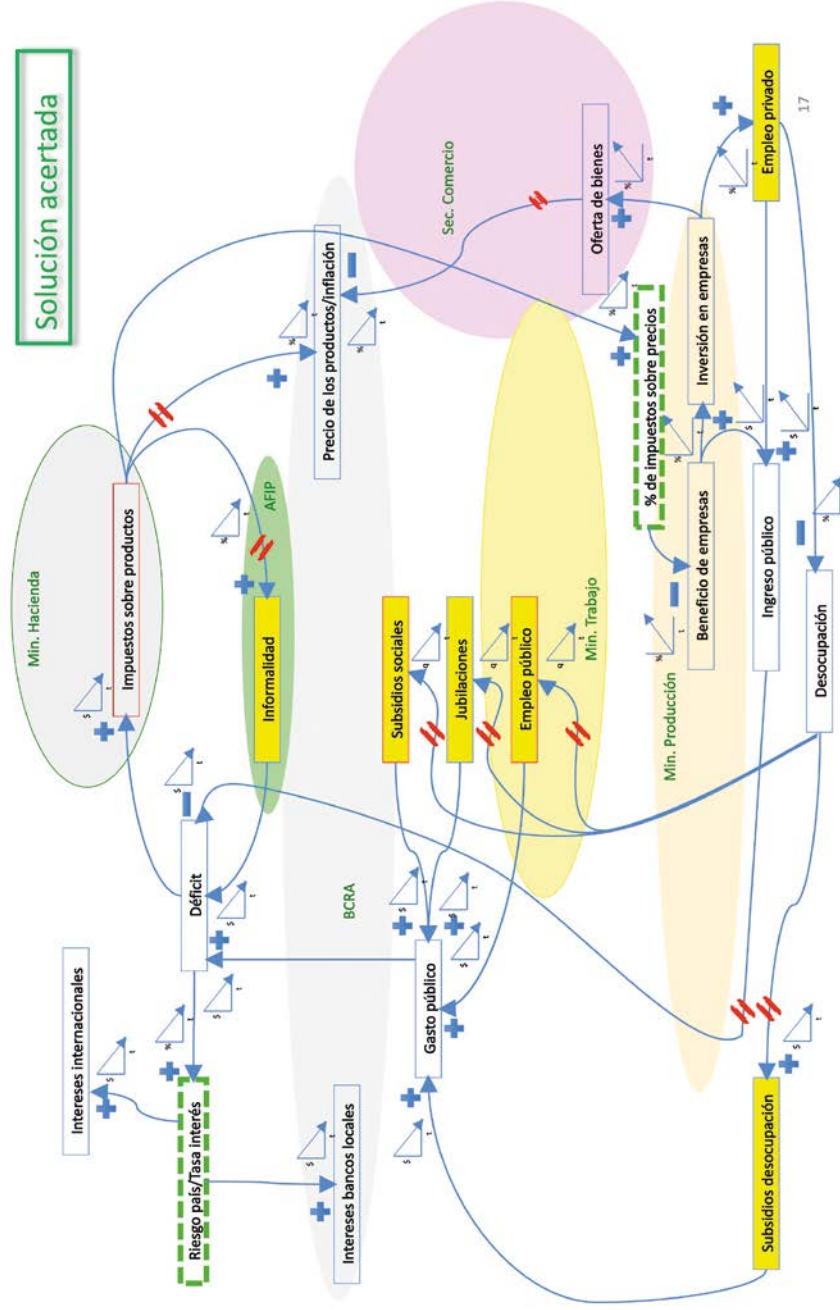 Solución acertada
Min. Hacienda
Impuestos sobre productos
Intereses internacionales
Déficit
Riesgo país/Tasa interés
AFIP
Informalidad
Precio de los productos/inflación
BCRA
Intereses bancos locales
Sec. Comercio
Subsidios sociales
Jubilaciones
Empleo público
Gasto público
Min. Trabajo
Oferta de bienes
% de impuestos sobre precios
Min. Producción
Beneficio de empresas
Inversión en empresas
Ingreso público
Empleo privado
Desocupación
Subsidios desocupación
17